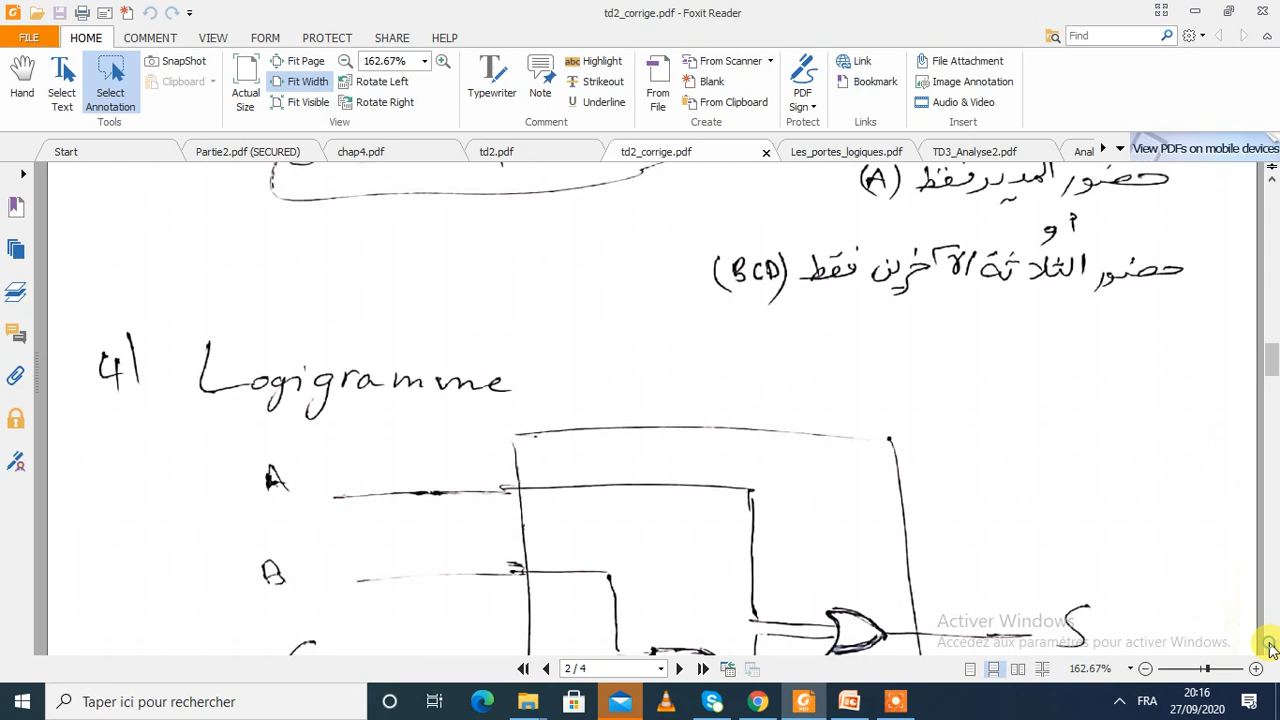 td2_corrige.pdf - Foxit Reader
FILE HOME COMMENT VIEW FORM PROTECT SHARE HELP Find
Hand
Select Text
Select Annotation
SnapShot
Clipboard
Tools
Actual Size
Fit Page
Fit Width
Fit Visible
162.67%
Rotate Left
Rotate Right
View
Typewriter
Note
Highlight
Strikeout
Underline
Comment
From File
From Scanner
Blank
From Clipboard
Create
PDF Sign
Protect
Link
Bookmark
Links
File Attachment
Image Annotation
Audio & Video
Insert
Start Partie2.pdf (SECURED) chap4.pdf td2.pdf td2_corrige.pdf Les_portes_logiques.pdf TD3_Analyse2.pdf Anal View PDFs on mobile devices
حضور المدير فقط (A)
أو
حضور الثلاثة الآخرين فقط (BCD)
4) Logigramme
A
B
C
S
Activer Windows
Accédez aux paramètres pour activer Windows.
2 / 4 162.67%
Taper ici pour rechercher
FRA
20:16
27/09/2020